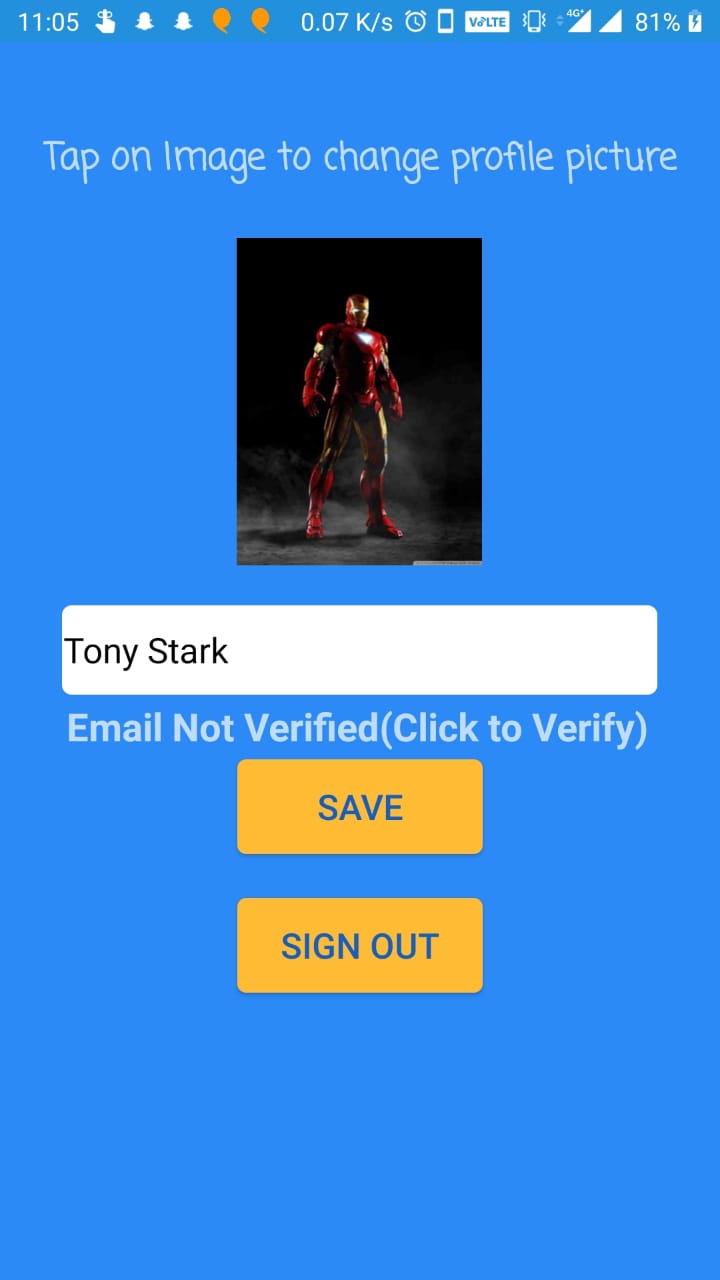 11:05 0.07 K/s VoLTE 4G+ 81%
Tap on Image to change profile picture
Tony Stark
Email Not Verified(Click to Verify)
SAVE
SIGN OUT